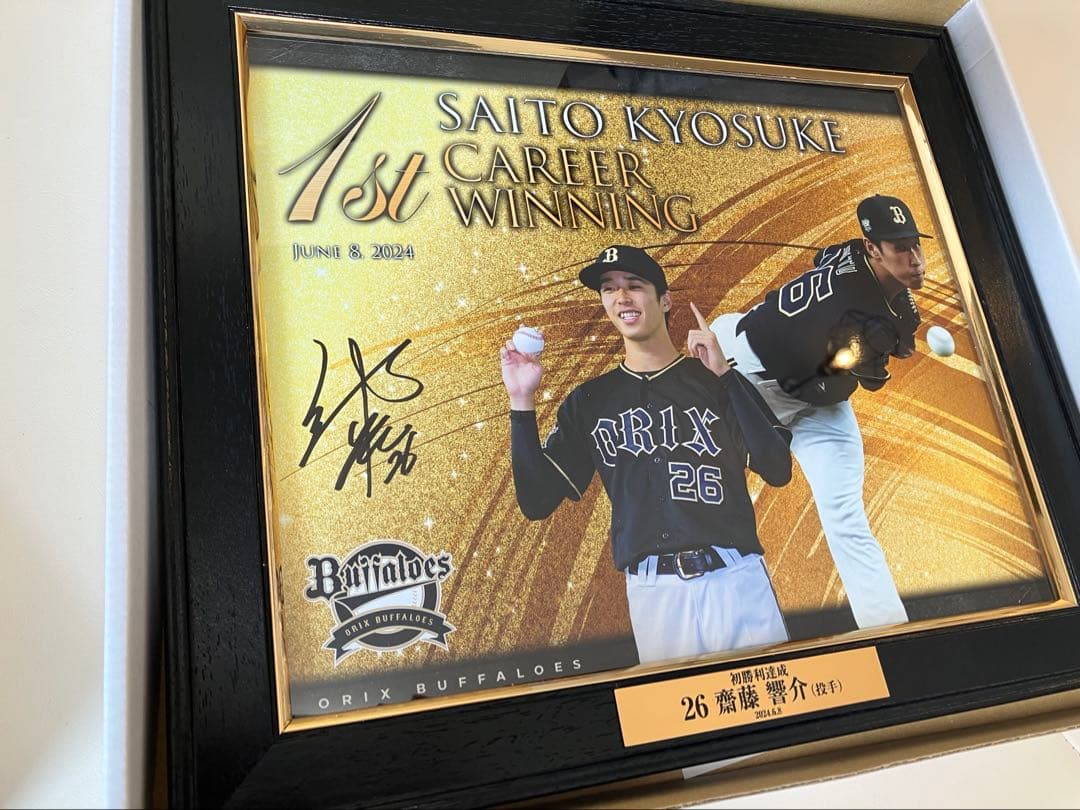 SAITO KYOSUKE
1st CAREER
WINNING
JUNE 8. 2024
B
B
ORIX
26
26
Buffaloes
ORIX BUFFALOES
ORIX BUFFALOES
初勝利達成
26 齋藤 響介(投手)
2024.6.8